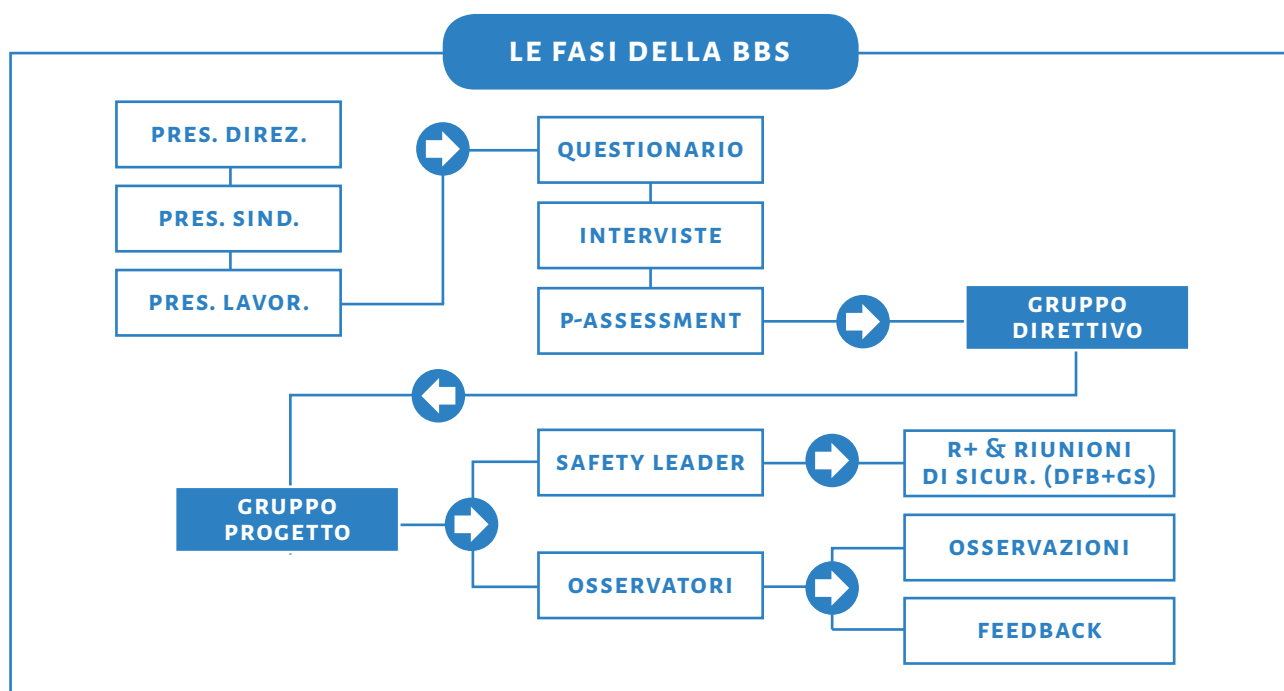 LE FASI DELLA BBS
PRES. DIREZ.
PRES. SIND.
PRES. LAVOR.
QUESTIONARIO
INTERVISTE
P-ASSESSMENT
GRUPPO
DIRETTIVO
GRUPPO
PROGETTO
SAFETY LEADER
R+ & RIUNIONI
DI SICUR. (DFB+GS)
OSSERVATORI
OSSERVAZIONI
FEEDBACK